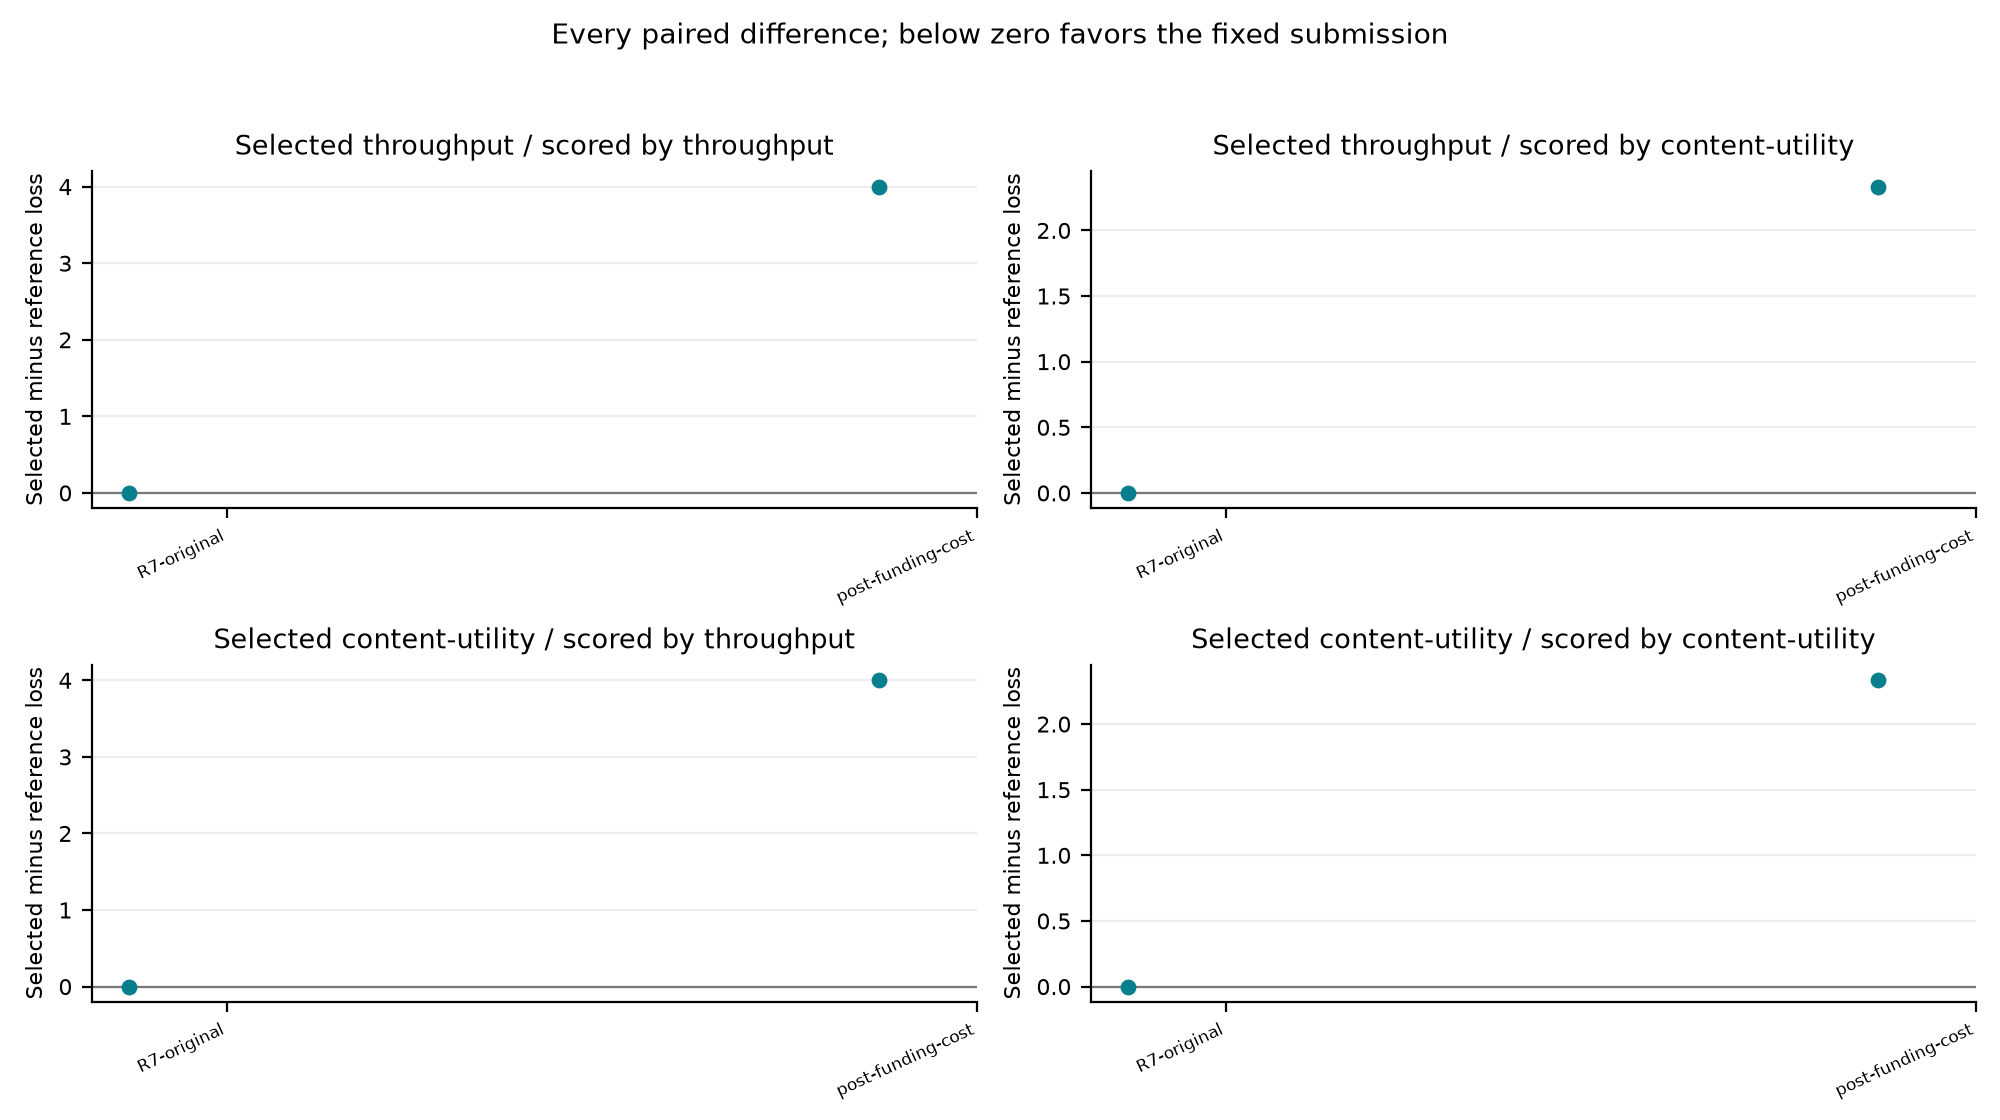 Every paired difference; below zero favors the fixed submission
Selected throughput / scored by throughput
Selected minus reference loss
4
3
2
1
0
R7-original
post-funding-cost
Selected throughput / scored by content-utility
Selected minus reference loss
2.0
1.5
1.0
0.5
0.0
R7-original
post-funding-cost
Selected content-utility / scored by throughput
Selected minus reference loss
4
3
2
1
0
R7-original
post-funding-cost
Selected content-utility / scored by content-utility
Selected minus reference loss
2.0
1.5
1.0
0.5
0.0
R7-original
post-funding-cost